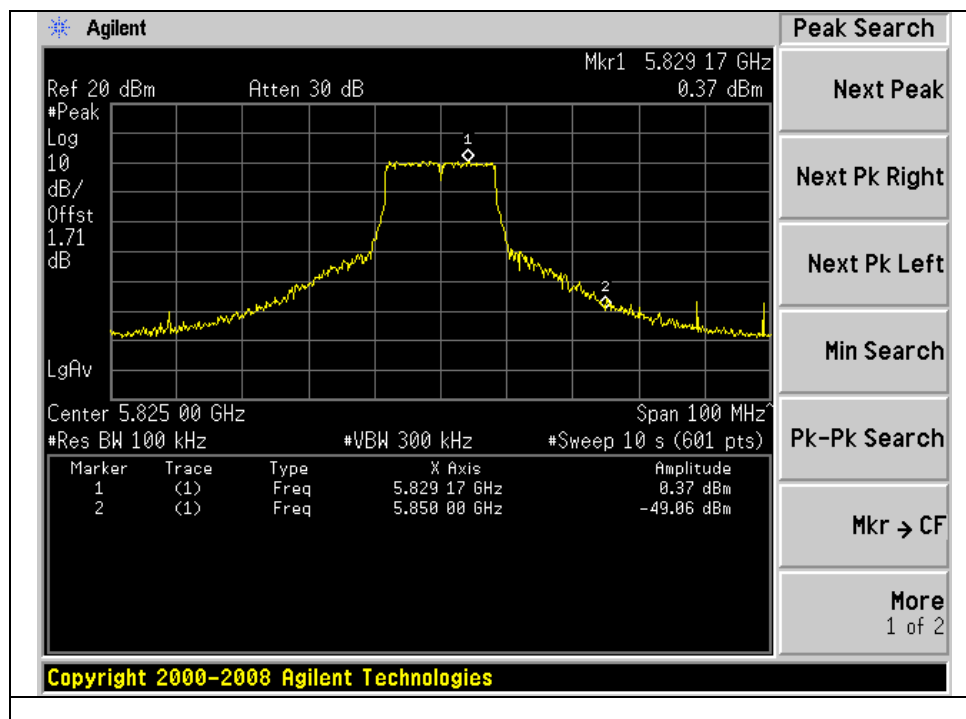 Agilent
Peak Search
Mkr1 5.829 17 GHz
Ref 20 dBm Atten 30 dB 0.37 dBm
#Peak
Log
10
dB/
Offst
1.71
dB
LgAv
1
2
Center 5.825 00 GHz Span 100 MHz^
#Res BW 100 kHz #VBW 300 kHz #Sweep 10 s (601 pts)
Marker Trace Type X Axis Amplitude
1 (1) Freq 5.829 17 GHz 0.37 dBm
2 (1) Freq 5.850 00 GHz -49.06 dBm
Next Peak
Next Pk Right
Next Pk Left
Min Search
Pk-Pk Search
Mkr → CF
More
1 of 2
Copyright 2000-2008 Agilent Technologies